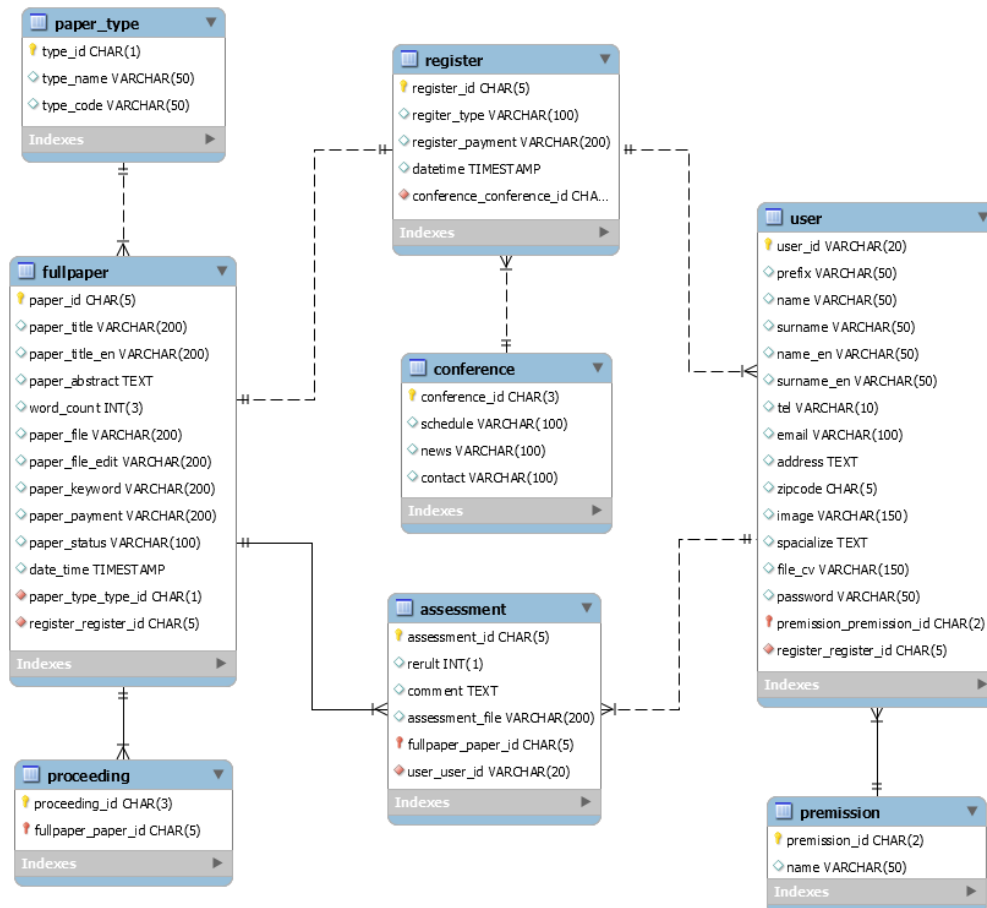 paper_type
type_id CHAR(1)
type_name VARCHAR(50)
type_code VARCHAR(50)
Indexes
register
register_id CHAR(5)
regiter_type VARCHAR(100)
register_payment VARCHAR(200)
datetime TIMESTAMP
conference_conference_id CHA...
Indexes
user
user_id VARCHAR(20)
prefix VARCHAR(50)
name VARCHAR(50)
surname VARCHAR(50)
name_en VARCHAR(50)
surname_en VARCHAR(50)
tel VARCHAR(10)
email VARCHAR(100)
address TEXT
zipcode CHAR(5)
image VARCHAR(150)
spacialize TEXT
file_cv VARCHAR(150)
password VARCHAR(50)
premission_premission_id CHAR(2)
register_register_id CHAR(5)
Indexes
fullpaper
paper_id CHAR(5)
paper_title VARCHAR(200)
paper_title_en VARCHAR(200)
paper_abstract TEXT
word_count INT(3)
paper_file VARCHAR(200)
paper_file_edit VARCHAR(200)
paper_keyword VARCHAR(200)
paper_payment VARCHAR(200)
paper_status VARCHAR(100)
date_time TIMESTAMP
paper_type_type_id CHAR(1)
register_register_id CHAR(5)
Indexes
conference
conference_id CHAR(3)
schedule VARCHAR(100)
news VARCHAR(100)
contact VARCHAR(100)
Indexes
assessment
assessment_id CHAR(5)
rerult INT(1)
comment TEXT
assessment_file VARCHAR(200)
fullpaper_paper_id CHAR(5)
user_user_id VARCHAR(20)
Indexes
proceeding
proceeding_id CHAR(3)
fullpaper_paper_id CHAR(5)
Indexes
premission
premission_id CHAR(2)
name VARCHAR(50)
Indexes